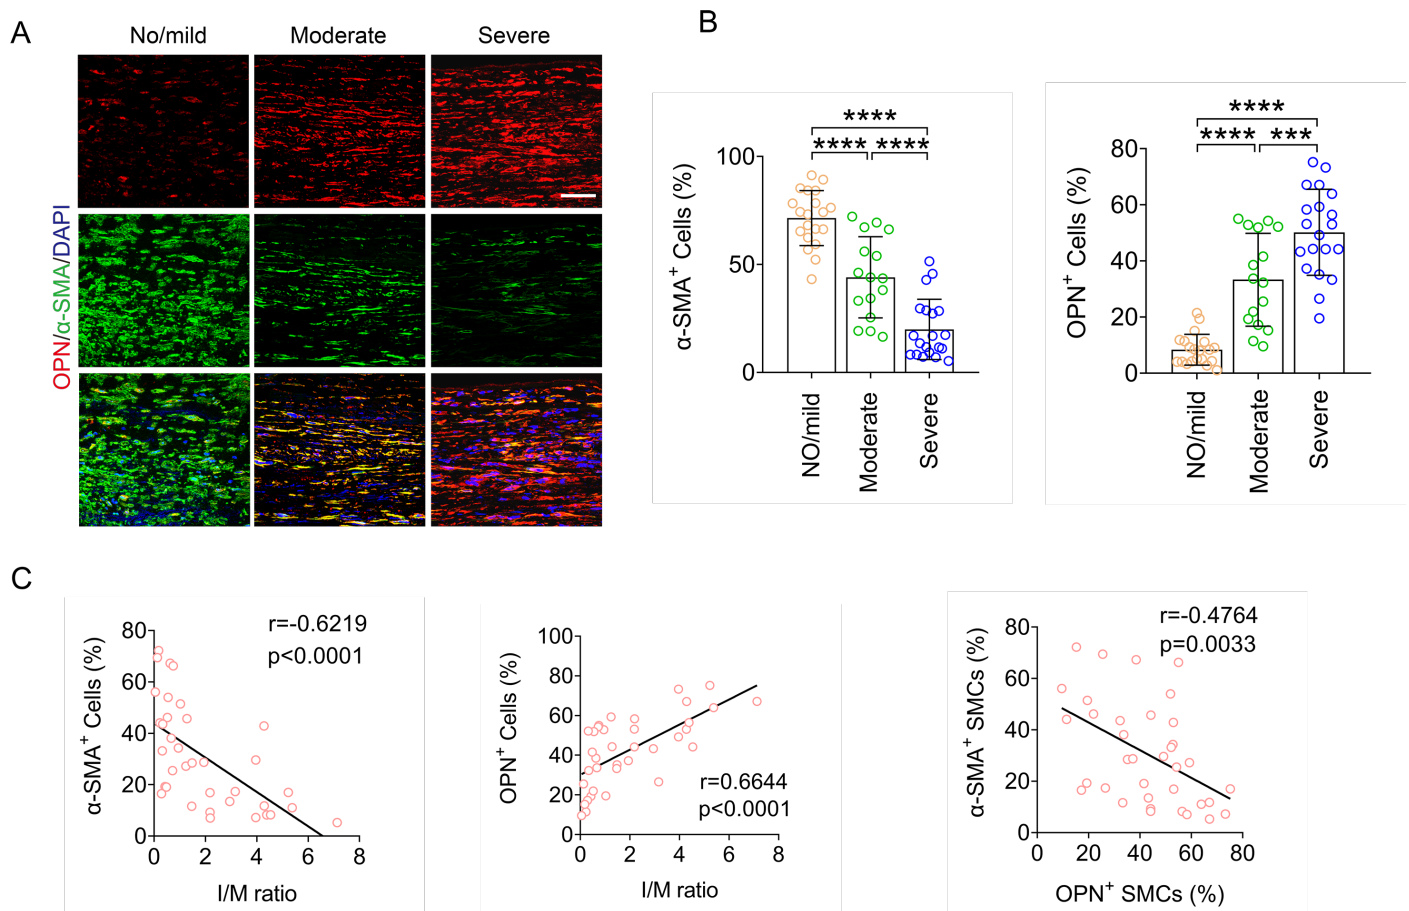 A
No/mild Moderate Severe
OPN/α-SMA/DAPI
B
****
**** ****
100
50
0
α-SMA⁺ Cells (%)
NO/mild
Moderate
Severe
****
**** ***
80
60
40
20
0
OPN⁺ Cells (%)
NO/mild
Moderate
Severe
C
r=-0.6219
p<0.0001
80
60
40
20
0
α-SMA⁺ Cells (%)
0 2 4 6 8
I/M ratio
100
80
60
40
20
0
OPN⁺ Cells (%)
r=0.6644
p<0.0001
0 2 4 6 8
I/M ratio
r=-0.4764
p=0.0033
80
60
40
20
0
α-SMA⁺ SMCs (%)
0 20 40 60 80
OPN⁺ SMCs (%)